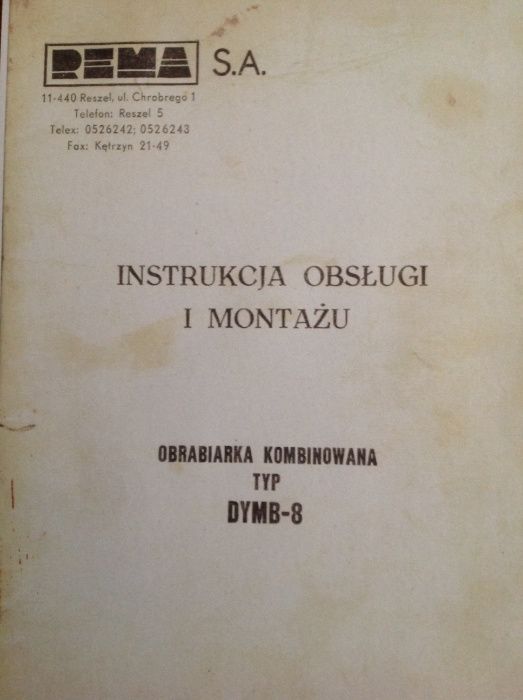 REMA S.A.
11-440 Reszel, ul. Chrobrego 1
Telefon: Reszel 5
Telex: 0526242; 0526243
Fax: Kętrzyn 21-49
INSTRUKCJA OBSŁUGI
I MONTAŻU
OBRABIARKA KOMBINOWANA
TYP
DYMB-8